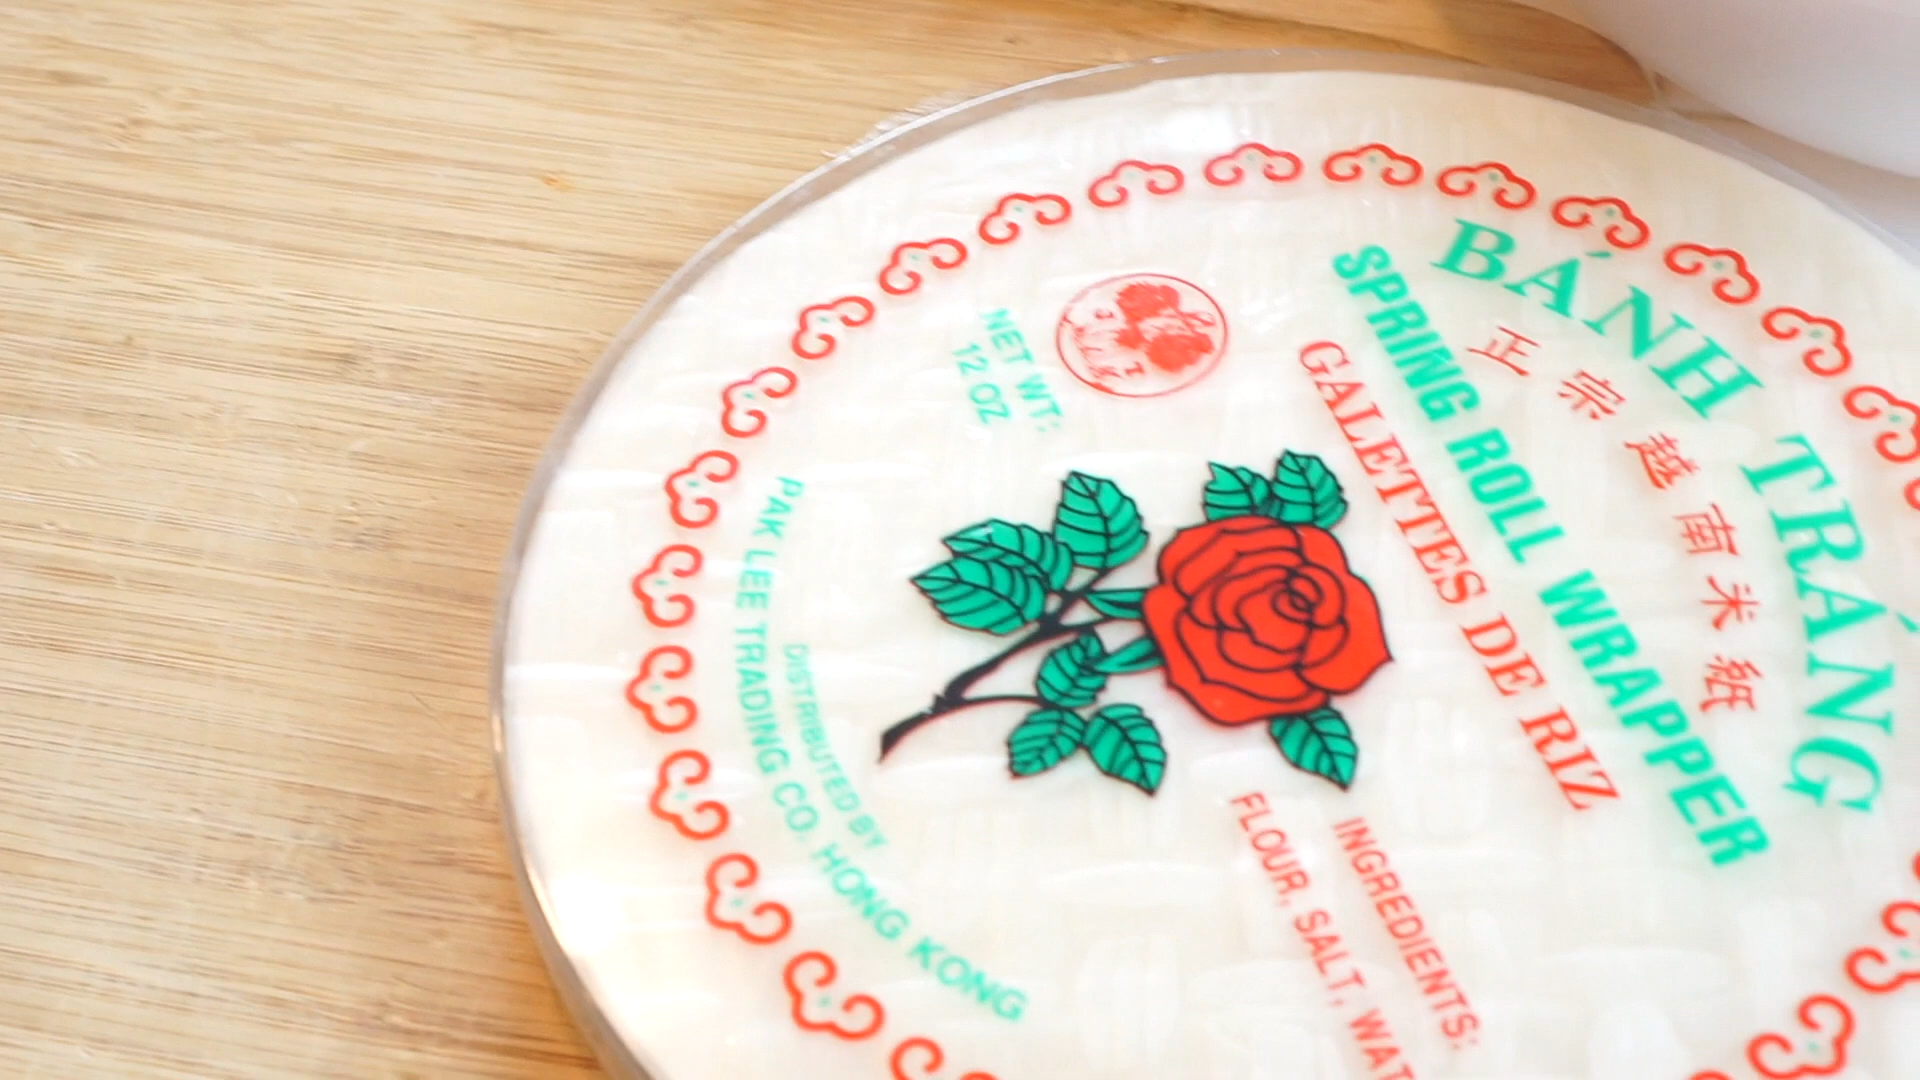 BÁNH TRÁNG
正宗越南米紙
SPRING ROLL WRAPPER
GALETTES DE RIZ
NET WT:
12 OZ
INGREDIENTS:
FLOUR, SALT, WAT
DISTRIBUTED BY
PAK LEE TRADING CO. HONG KONG